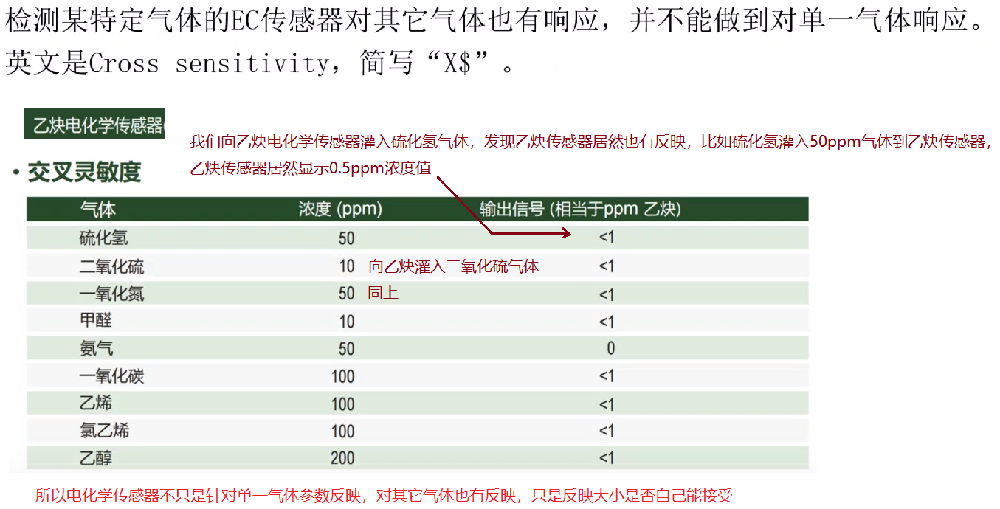 检测某特定气体的EC传感器对其它气体也有响应，并不能做到对单一气体响应。
英文是Cross sensitivity，简写“X$”。
乙炔电化学传感器(
我们向乙炔电化学传感器灌入硫化氢气体，发现乙炔传感器居然也有反映，比如硫化氢灌入50ppm气体到乙炔传感器，
乙炔传感器居然显示0.5ppm浓度值
• 交叉灵敏度
气体 浓度 (ppm) 输出信号 (相当于ppm 乙炔)
硫化氢 50 <1
二氧化硫 10 向乙炔灌入二氧化硫气体 <1
一氧化氮 50 同上 <1
甲醛 10 <1
氨气 50 0
一氧化碳 100 <1
乙烯 100 <1
氯乙烯 100 <1
乙醇 200 <1
所以电化学传感器不只是针对单一气体参数反映，对其它气体也有反映，只是反映大小是否自己能接受